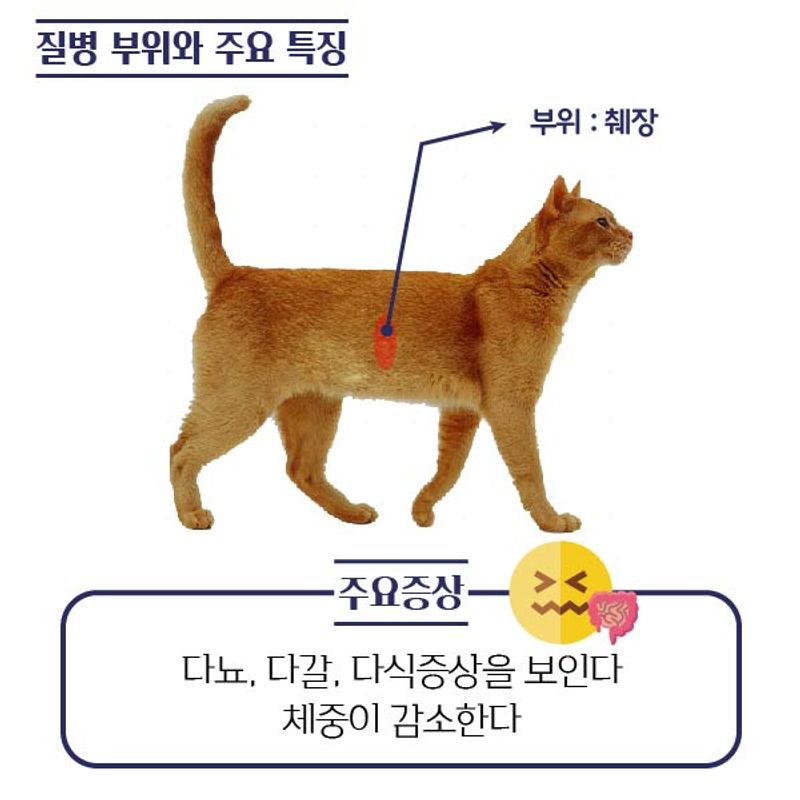 질병 부위와 주요 특징
부위 : 췌장
주요증상
다뇨, 다갈, 다식증상을 보인다
체중이 감소한다